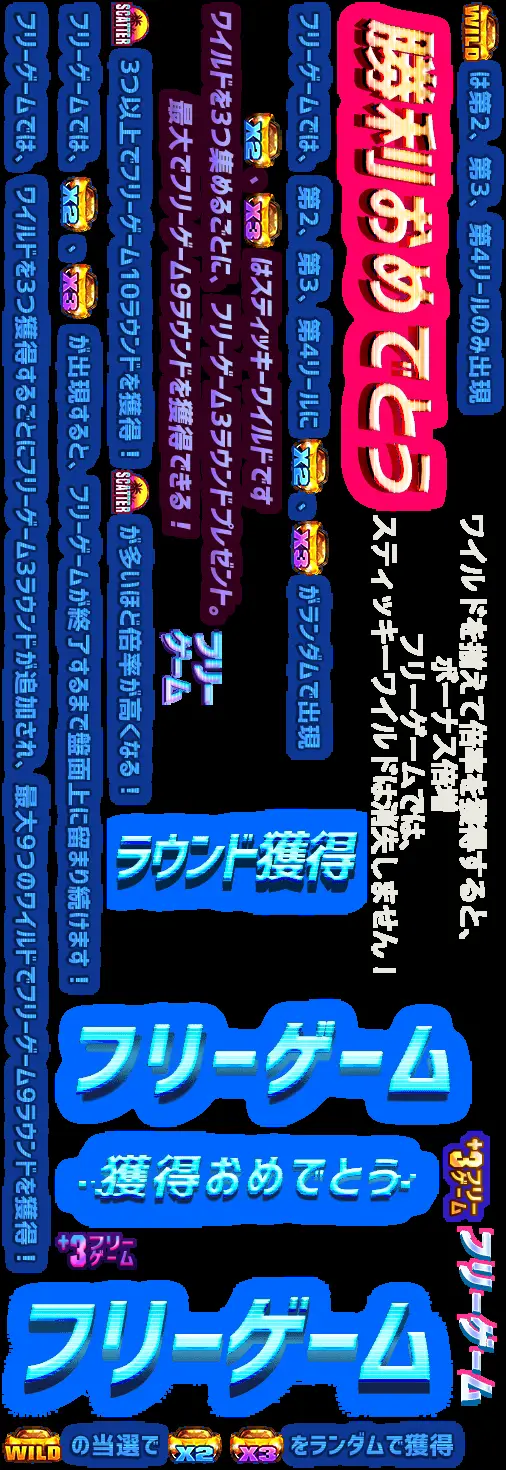 WILD は第2、第3、第4リールのみ出現
勝利おめでとう
フリーゲームでは、第2、第3、第4リールに X2、X3 がランダムで出現
X2、X3 はスティッキーワイルドです
ワイルドを3つ集めるごとに、フリーゲーム3ラウンドプレゼント。
最大でフリーゲーム9ラウンドを獲得できる！
SCATTER 3つ以上でフリーゲーム10ラウンドを獲得！ SCATTER が多いほど倍率が高くなる！
フリーゲームでは、X2、X3 が出現すると、フリーゲームが終了するまで盤面上に留まり続けます！
フリーゲームでは、ワイルドを3つ獲得するごとにフリーゲーム3ラウンドが追加され、最大9つのワイルドでフリーゲーム9ラウンドを獲得！
ワイルドを揃えて倍率を獲得すると、
ボーナス倍増
フリーゲームでは、
スティッキーワイルドは消失しません！
フリー
ゲーム
ラウンド獲得
フリーゲーム
獲得おめでとう
+3フリーゲーム
フリーゲーム
+3フリーゲーム
フリーゲーム
WILD の当選で X2 X3 をランダムで獲得